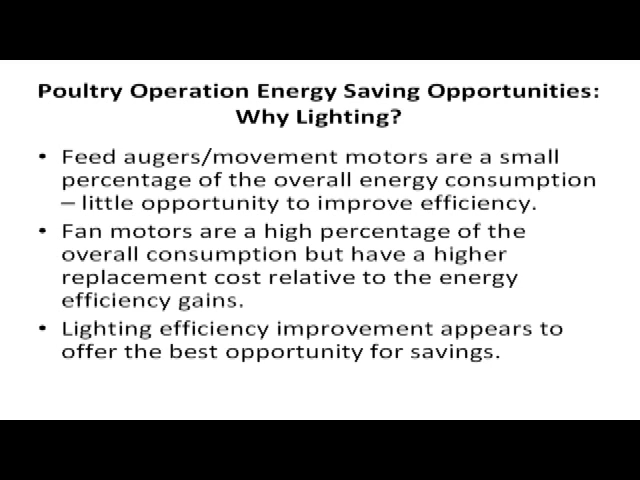 Poultry Operation Energy Saving Opportunities:
Why Lighting?
• Feed augers/movement motors are a small
percentage of the overall energy consumption
– little opportunity to improve efficiency.
• Fan motors are a high percentage of the
overall consumption but have a higher
replacement cost relative to the energy
efficiency gains.
• Lighting efficiency improvement appears to
offer the best opportunity for savings.